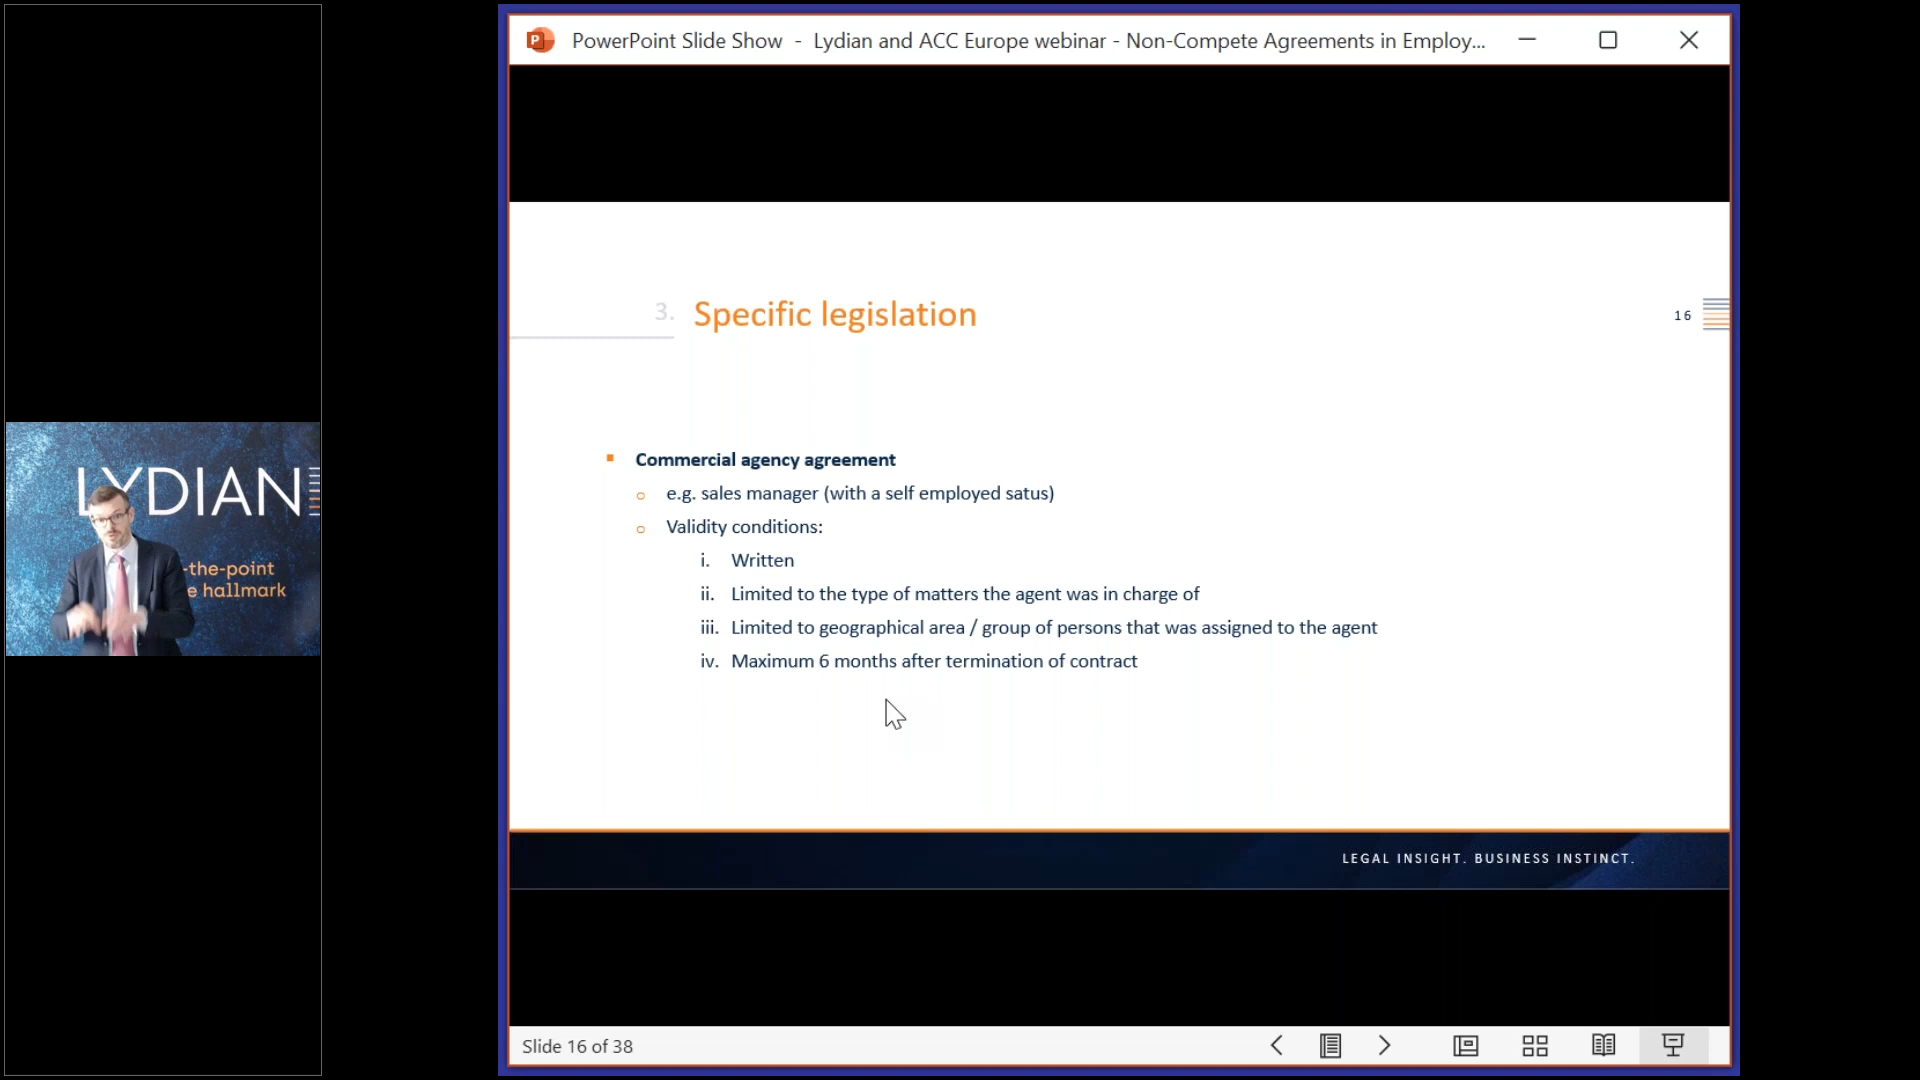 PowerPoint Slide Show - Lydian and ACC Europe webinar - Non-Compete Agreements in Employ...
3. Specific legislation
16
Commercial agency agreement
e.g. sales manager (with a self employed satus)
Validity conditions:
i. Written
ii. Limited to the type of matters the agent was in charge of
iii. Limited to geographical area / group of persons that was assigned to the agent
iv. Maximum 6 months after termination of contract
LYDIAN
-the-point
e hallmark
LEGAL INSIGHT. BUSINESS INSTINCT.
Slide 16 of 38